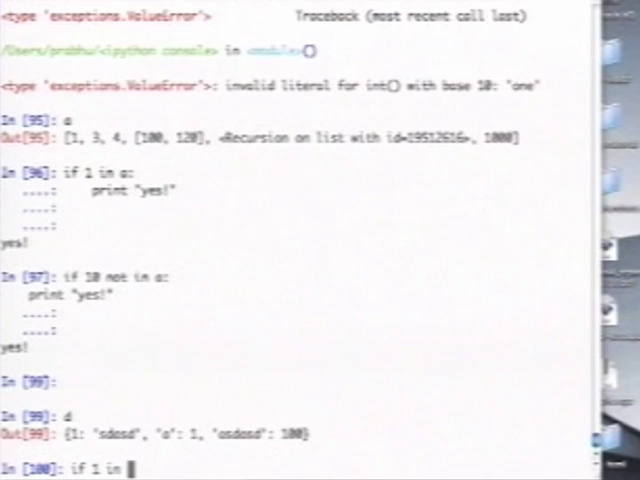 <type 'exceptions.ValueError'> Traceback (most recent call last)
/Users/prabhu/<ipython console> in <module>()
<type 'exceptions.ValueError'>: invalid literal for int() with base 10: 'one'
In [95]: a
Out[95]: [1, 3, 4, [100, 120], <Recursion on list with id=19512616>, 1000]
In [96]: if 1 in a:
   ....:     print "yes!"
   ....:
   ....:
yes!
In [97]: if 10 not in a:
    print "yes!"
   ....:
   ....:
yes!
In [99]:
In [99]: d
Out[99]: {1: 'sdasd', 'a': 1, 'asdasd': 100}
In [100]: if 1 in